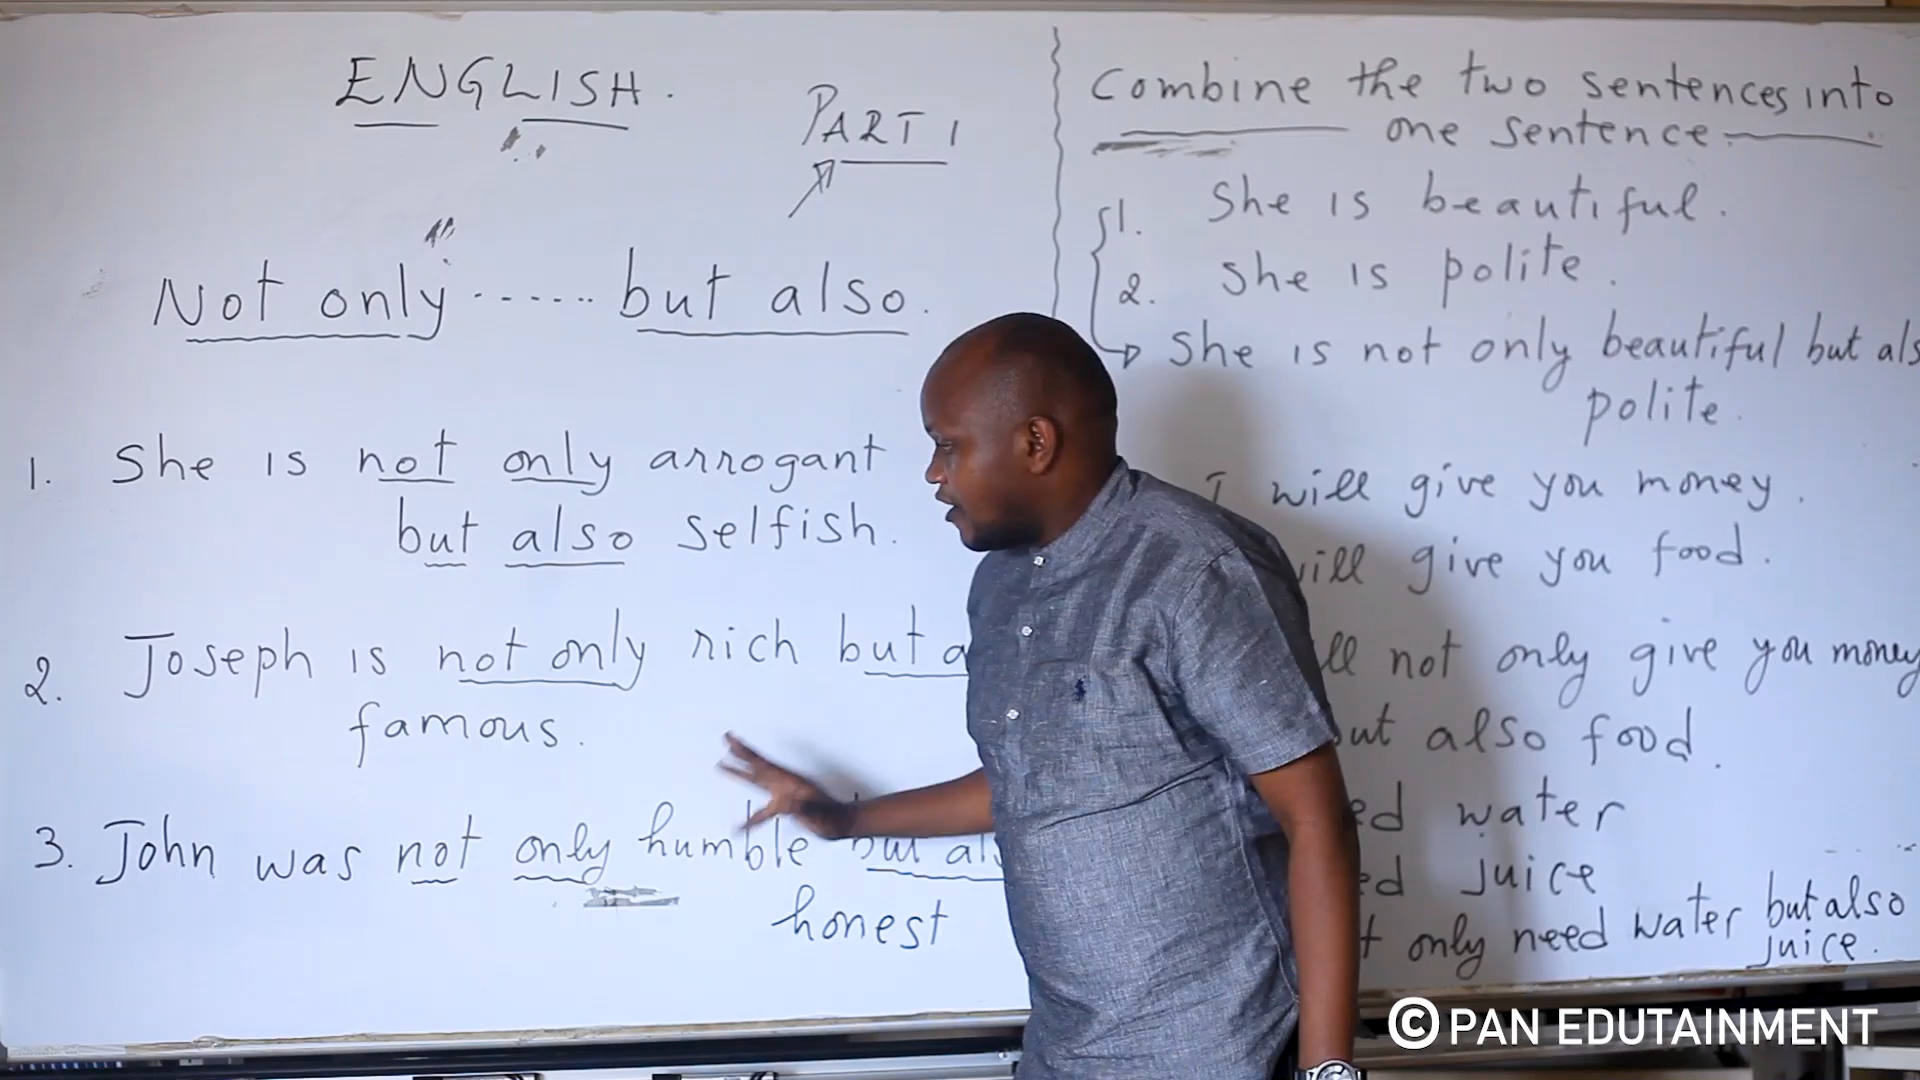 ENGLISH.
PART 1
Not only ...... but also.
1. She is not only arrogant
but also selfish.
2. Joseph is not only rich but
famous.
3. John was not only humble but
honest
Combine the two sentences into
one sentence.
1. She is beautiful.
2. She is polite.
She is not only beautiful but
polite.
I will give you money.
give you food.
not only give you money
also food.
water
juice
only need water but also
juice.
© PAN EDUTAINMENT